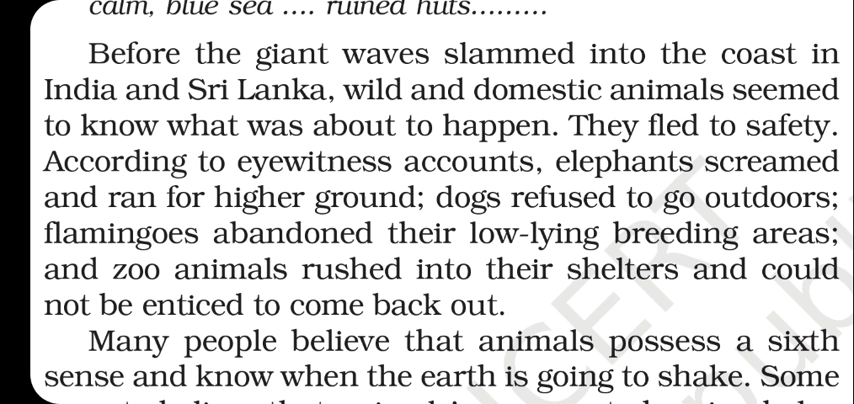 calm, blue sea .... ruined huts.........
Before the giant waves slammed into the coast in
India and Sri Lanka, wild and domestic animals seemed
to know what was about to happen. They fled to safety.
According to eyewitness accounts, elephants screamed
and ran for higher ground; dogs refused to go outdoors;
flamingoes abandoned their low-lying breeding areas;
and zoo animals rushed into their shelters and could
not be enticed to come back out.
Many people believe that animals possess a sixth
sense and know when the earth is going to shake. Some